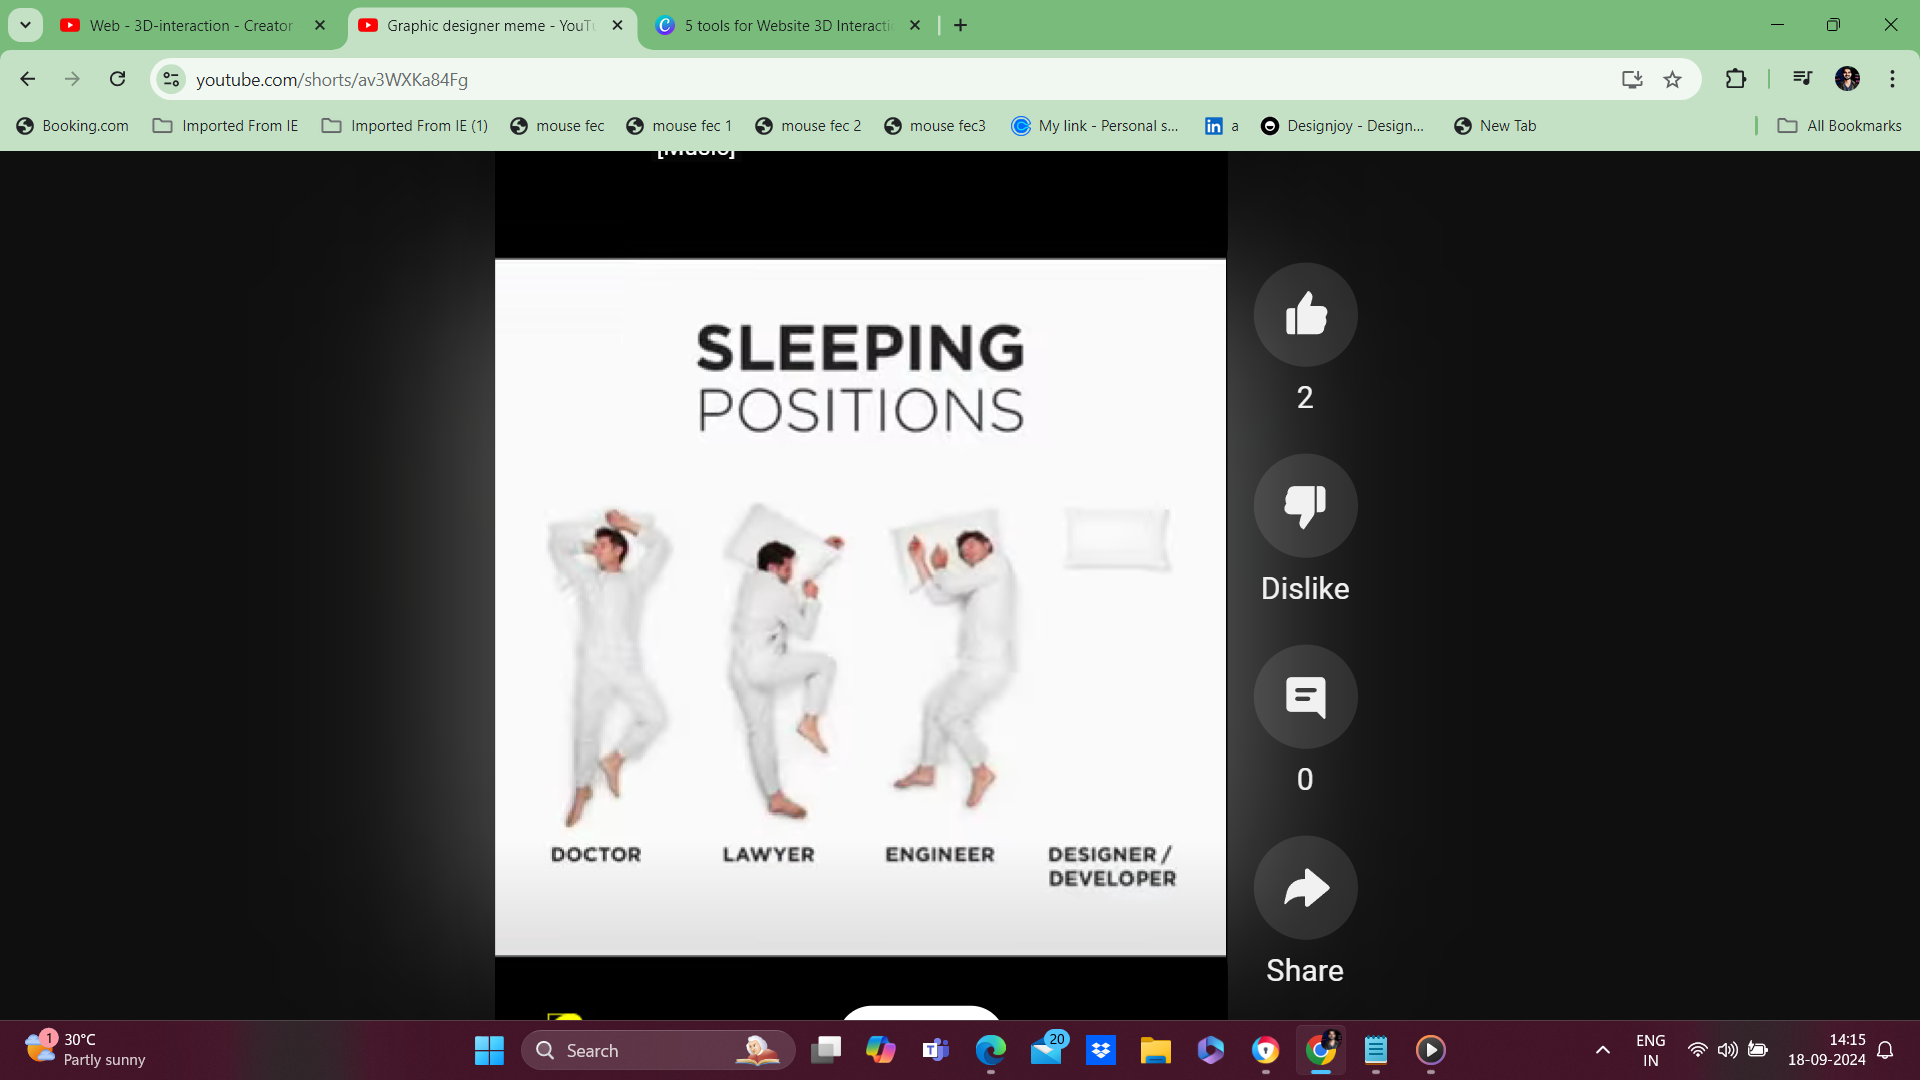 Web - 3D-interaction - Creator
Graphic designer meme - YouTu
5 tools for Website 3D Interacti
youtube.com/shorts/av3WXKa84Fg
Booking.com
Imported From IE
Imported From IE (1)
mouse fec
mouse fec 1
mouse fec 2
mouse fec3
My link - Personal s...
in a
Designjoy - Design...
New Tab
All Bookmarks
[Music]
SLEEPING
POSITIONS
DOCTOR
LAWYER
ENGINEER
DESIGNER /
DEVELOPER
2
Dislike
0
Share
1
30°C
Partly sunny
Search
20
ENG
IN
14:15
18-09-2024